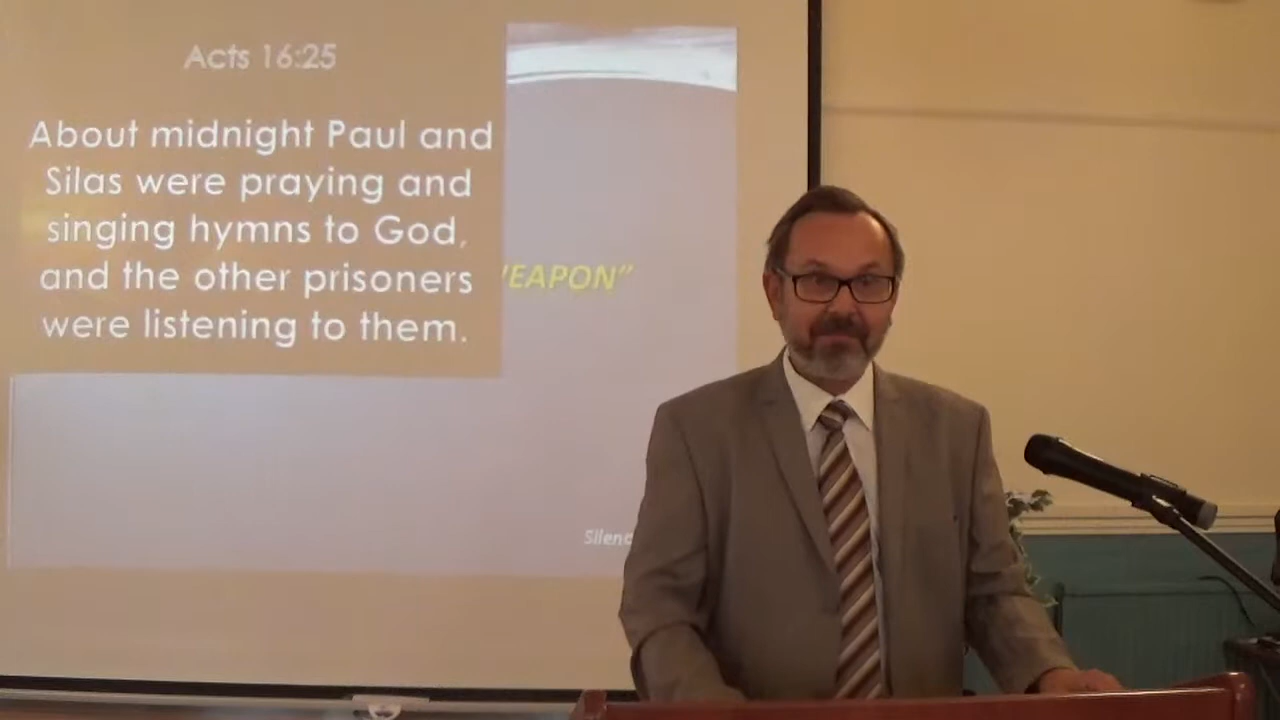 Acts 16:25
About midnight Paul and
Silas were praying and
singing hymns to God,
and the other prisoners
were listening to them.
EAPON”
Silenc